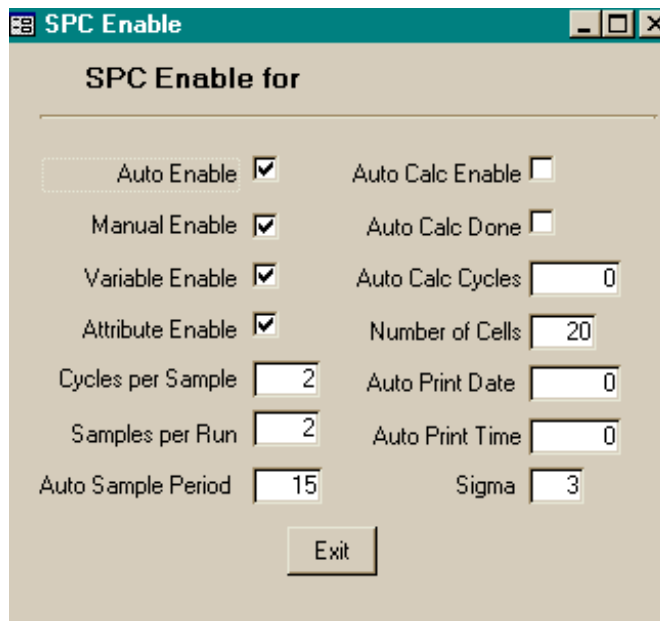 SPC Enable
SPC Enable for
Auto Enable
Auto Calc Enable
Manual Enable
Auto Calc Done
Variable Enable
Auto Calc Cycles 0
Attribute Enable
Number of Cells 20
Cycles per Sample 2
Auto Print Date 0
Samples per Run 2
Auto Print Time 0
Auto Sample Period 15
Sigma 3
Exit